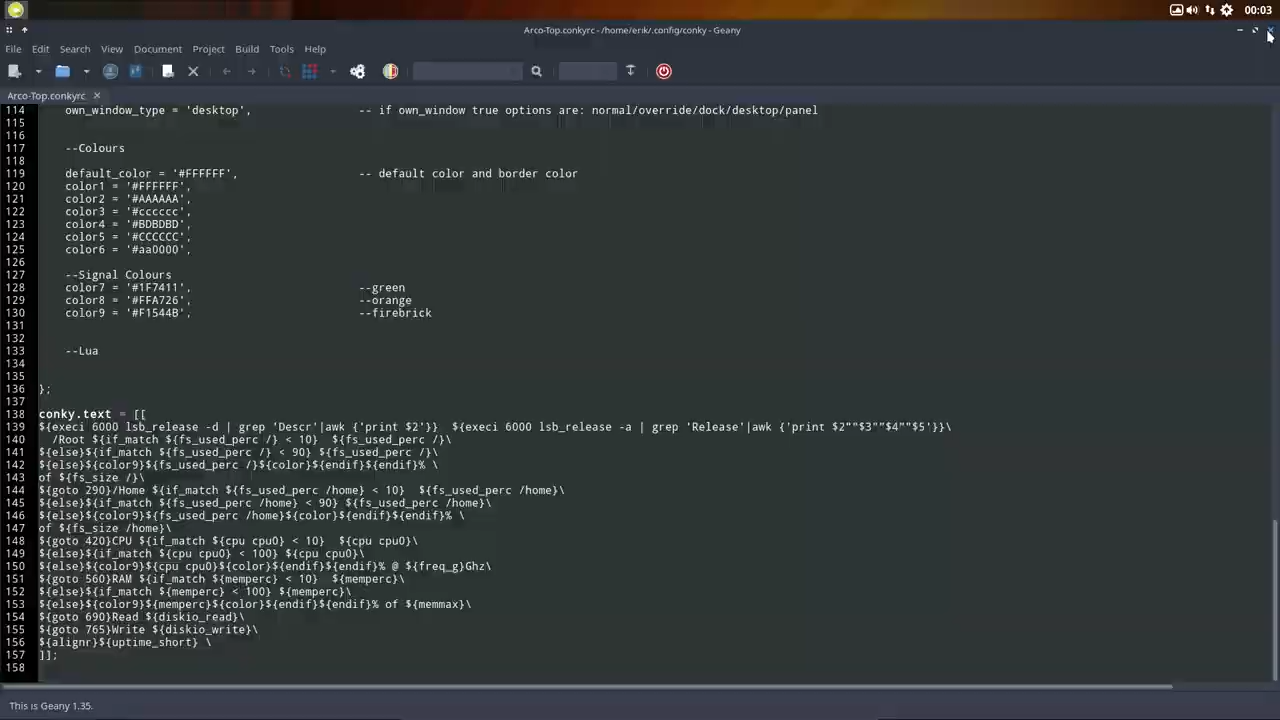 00:03
Arco-Top.conkyrc - /home/erik/.config/conky - Geany
File Edit Search View Document Project Build Tools Help
Arco-Top.conkyrc
114 own_window_type = 'desktop', -- if own_window true options are: normal/override/dock/desktop/panel
115
116
117 --Colours
118
119 default_color = '#FFFFFF', -- default color and border color
120 color1 = '#FFFFFF',
121 color2 = '#AAAAAA',
122 color3 = '#cccccc',
123 color4 = '#BDBDBD',
124 color5 = '#CCCCCC',
125 color6 = '#aa0000',
126
127 --Signal Colours
128 color7 = '#1F7411', --green
129 color8 = '#FFA726', --orange
130 color9 = '#F1544B', --firebrick
131
132
133 --Lua
134
135
136 };
137
138 conky.text = [[
139 ${execi 6000 lsb_release -d | grep 'Descr'|awk {'print $2'}} ${execi 6000 lsb_release -a | grep 'Release'|awk {'print $2""$3""$4""$5'}}\
140 /Root ${if_match ${fs_used_perc /} < 10} ${fs_used_perc /}\
141 ${else}${if_match ${fs_used_perc /} < 90} ${fs_used_perc /}\
142 ${else}${color9}${fs_used_perc /}${color}${endif}${endif}% \
143 of ${fs_size /}\
144 ${goto 290}/Home ${if_match ${fs_used_perc /home} < 10} ${fs_used_perc /home}\
145 ${else}${if_match ${fs_used_perc /home} < 90} ${fs_used_perc /home}\
146 ${else}${color9}${fs_used_perc /home}${color}${endif}${endif}% \
147 of ${fs_size /home}\
148 ${goto 420}CPU ${if_match ${cpu cpu0} < 10} ${cpu cpu0}\
149 ${else}${if_match ${cpu cpu0} < 100} ${cpu cpu0}\
150 ${else}${color9}${cpu cpu0}${color}${endif}${endif}% @ ${freq_g}Ghz\
151 ${goto 560}RAM ${if_match ${memperc} < 10} ${memperc}\
152 ${else}${if_match ${memperc} < 100} ${memperc}\
153 ${else}${color9}${memperc}${color}${endif}${endif}% of ${memmax}\
154 ${goto 690}Read ${diskio_read}\
155 ${goto 765}Write ${diskio_write}\
156 ${alignr}${uptime_short} \
157 ]];
158
This is Geany 1.35.